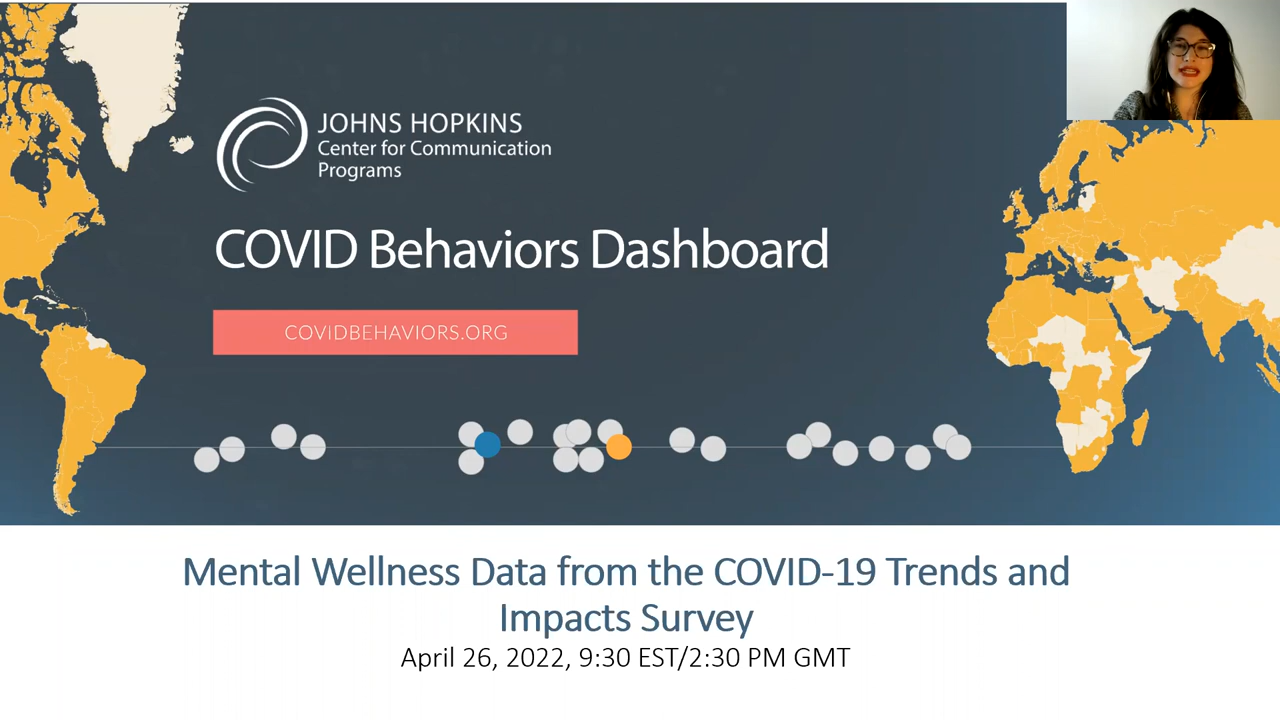 JOHNS HOPKINS
Center for Communication
Programs
COVID Behaviors Dashboard
COVIDBEHAVIORS.ORG
Mental Wellness Data from the COVID-19 Trends and
Impacts Survey
April 26, 2022, 9:30 EST/2:30 PM GMT